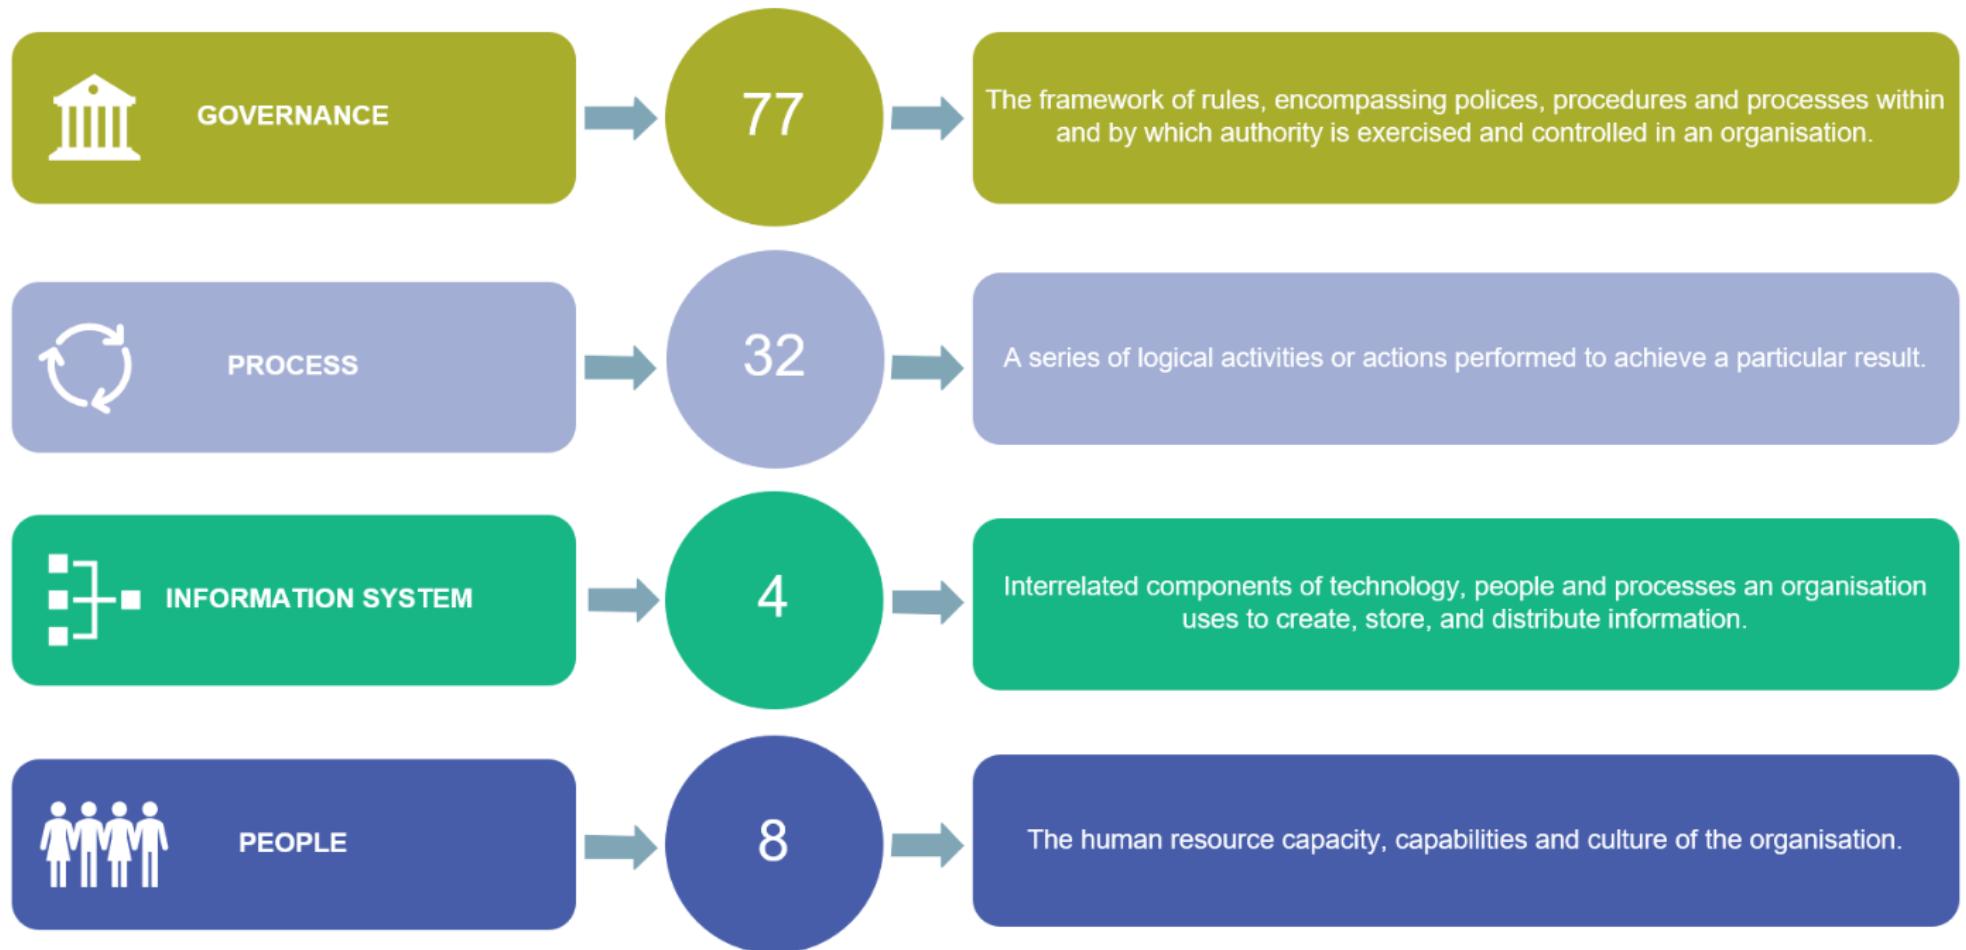 GOVERNANCE
77
The framework of rules, encompassing polices, procedures and processes within
and by which authority is exercised and controlled in an organisation.
PROCESS
32
A series of logical activities or actions performed to achieve a particular result.
INFORMATION SYSTEM
4
Interrelated components of technology, people and processes an organisation
uses to create, store, and distribute information.
PEOPLE
8
The human resource capacity, capabilities and culture of the organisation.